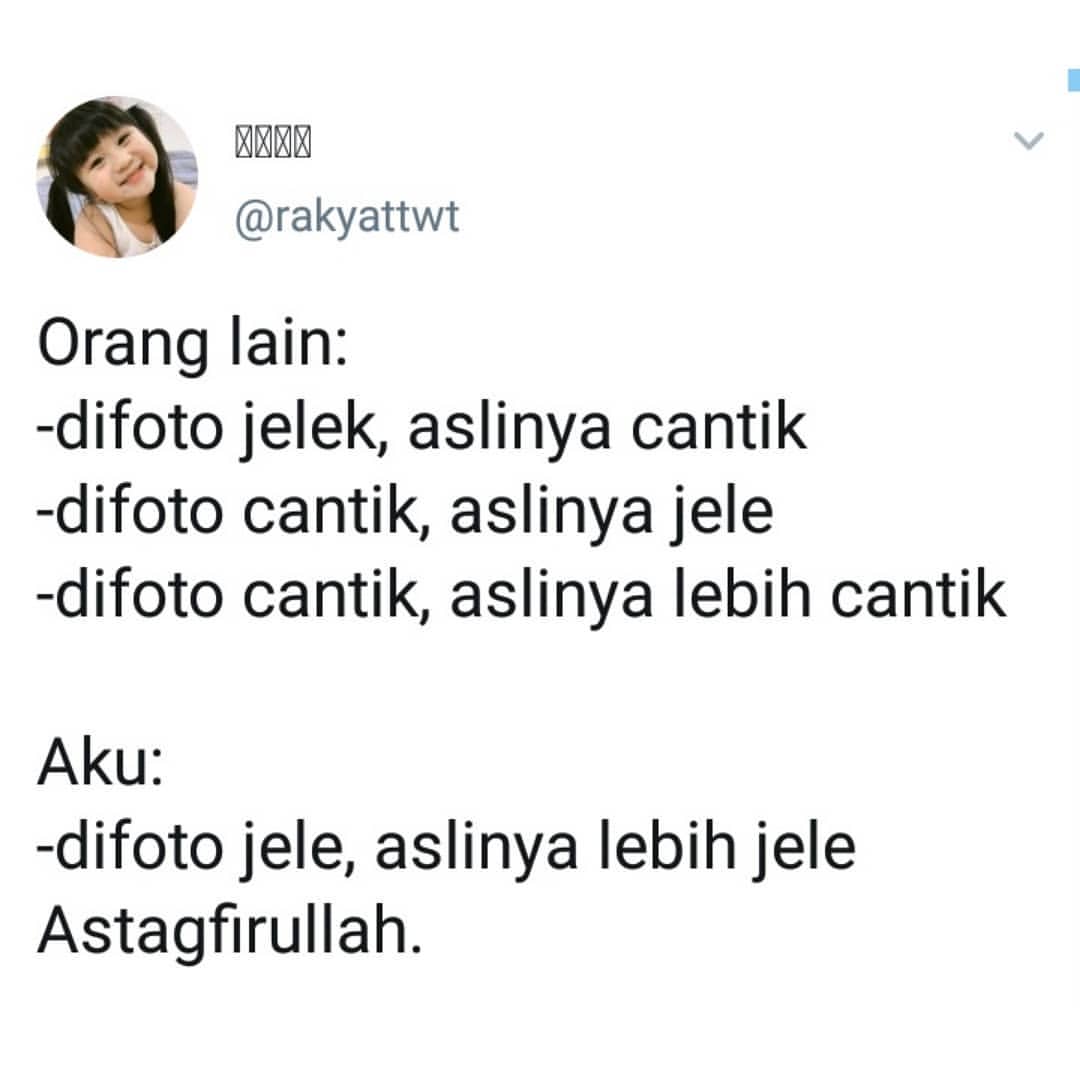 @rakyattwt
Orang lain:
-difoto jelek, aslinya cantik
-difoto cantik, aslinya jele
-difoto cantik, aslinya lebih cantik
Aku:
-difoto jele, aslinya lebih jele
Astagfirullah.